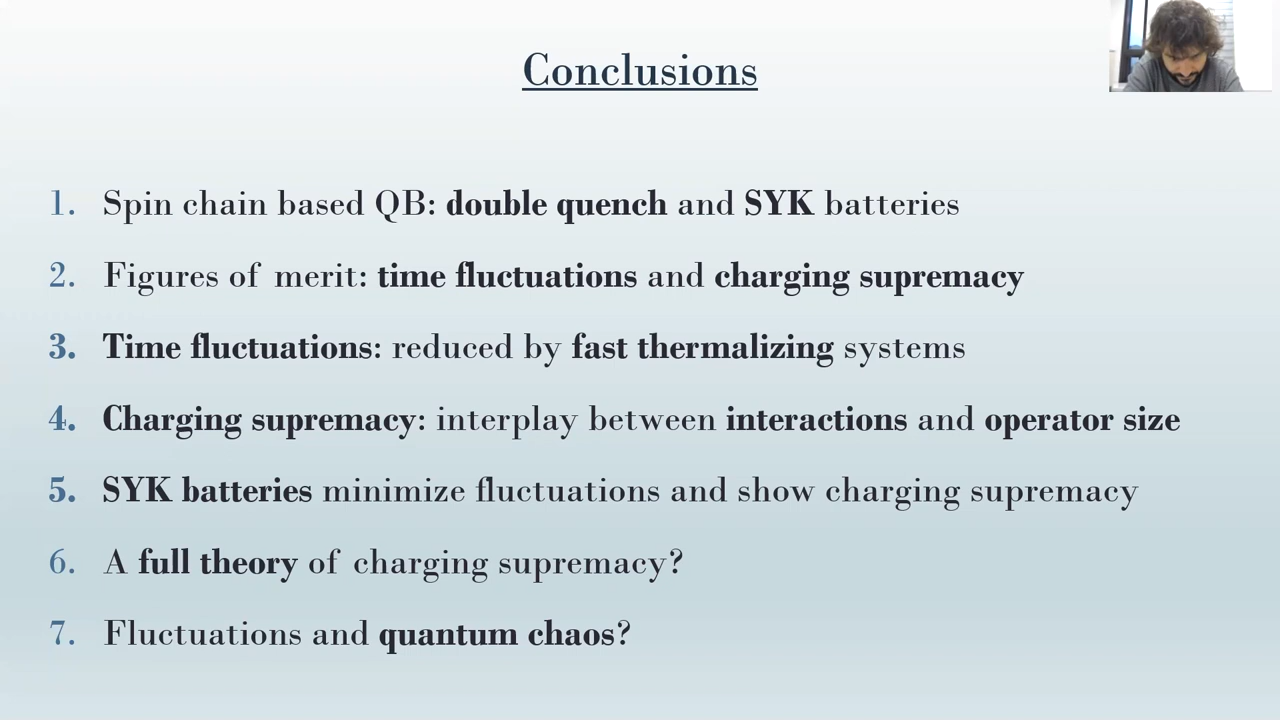 Conclusions
1. Spin chain based QB: double quench and SYK batteries
2. Figures of merit: time fluctuations and charging supremacy
3. Time fluctuations: reduced by fast thermalizing systems
4. Charging supremacy: interplay between interactions and operator size
5. SYK batteries minimize fluctuations and show charging supremacy
6. A full theory of charging supremacy?
7. Fluctuations and quantum chaos?